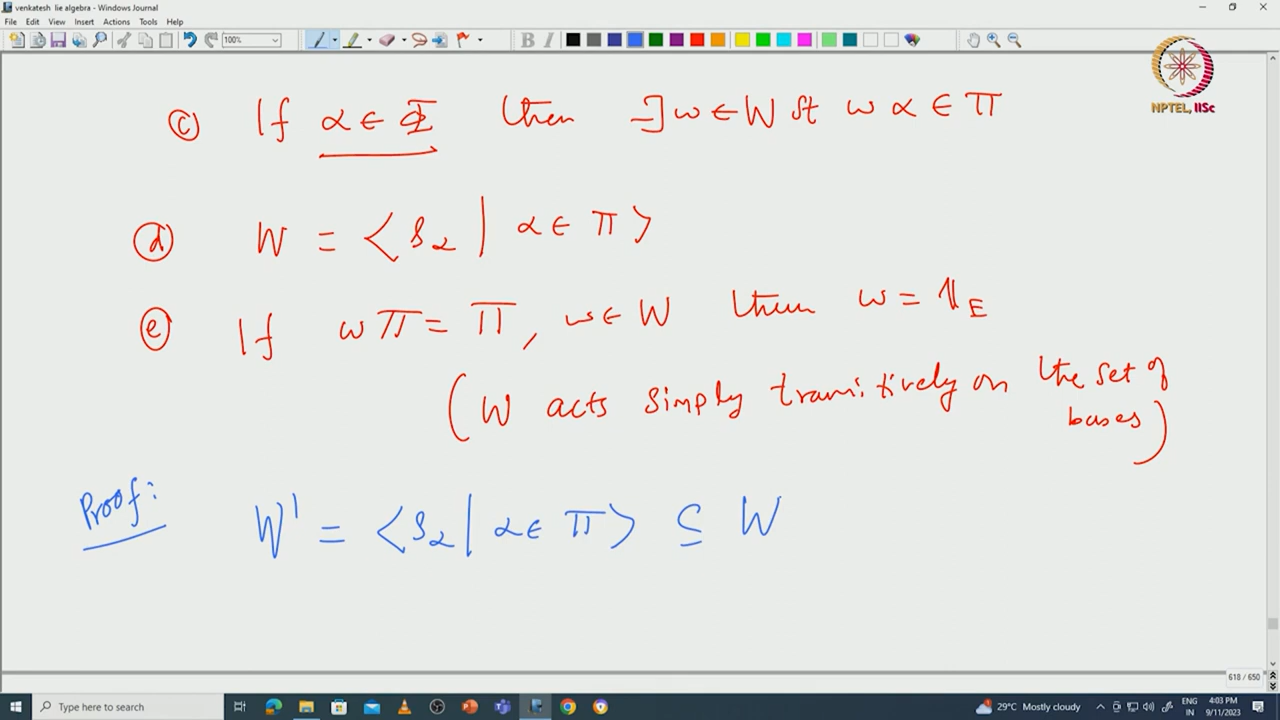 venkatesh lie algebra - Windows Journal
File Edit View Insert Actions Tools Help
100%
B I
NPTEL, IISc
ⓒ If α ∈ Φ then ∃ w ∈ W st w α ∈ Π
ⓓ W = < s_α | α ∈ Π >
ⓔ If w Π = Π, w ∈ W then w = 𝟙_E
(W acts simply transitively on the set of
bases)
Proof: W' = < s_α | α ∈ Π > ⊆ W
618 / 650
Type here to search
29°C Mostly cloudy
ENG
IN
4:03 PM
9/11/2023